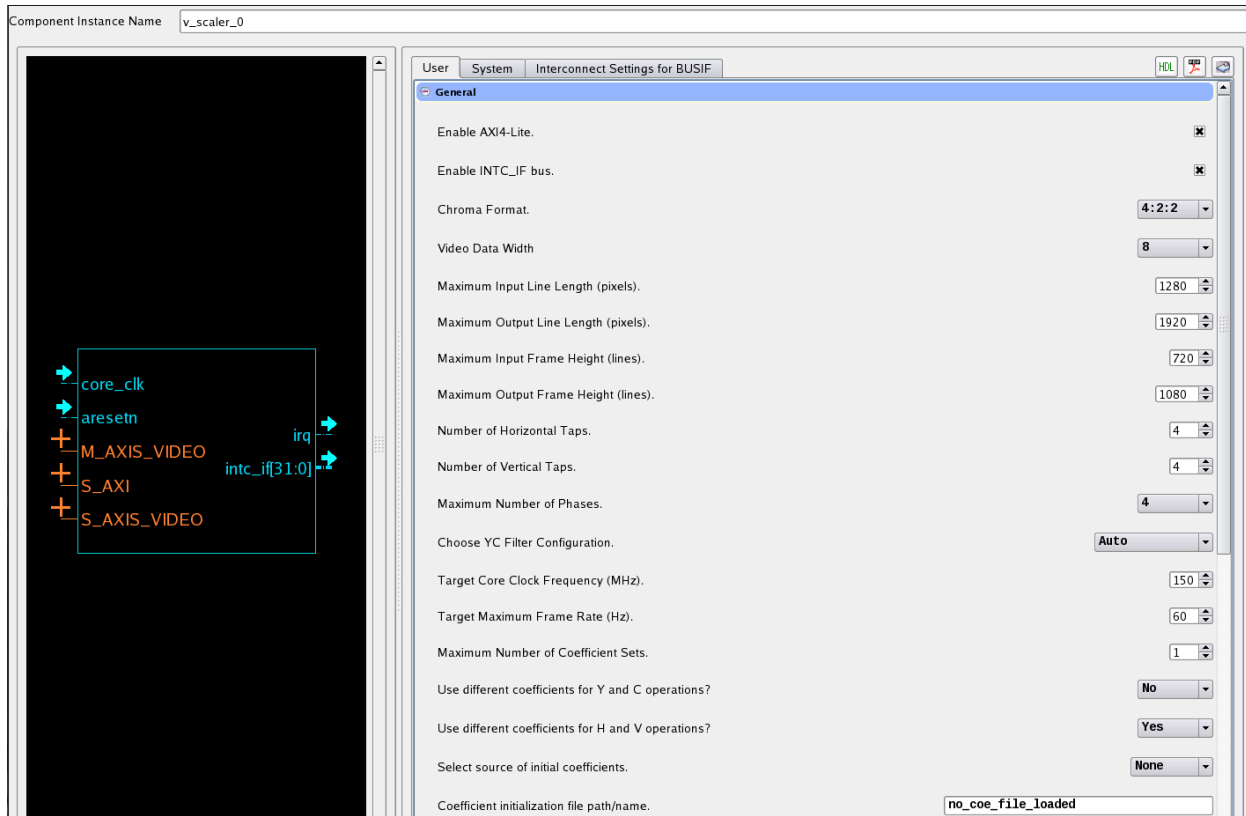 Component Instance Name v_scaler_0
User System Interconnect Settings for BUSIF HDL
General
Enable AXI4-Lite.
Enable INTC_IF bus.
Chroma Format. 4:2:2
Video Data Width 8
Maximum Input Line Length (pixels). 1280
Maximum Output Line Length (pixels). 1920
Maximum Input Frame Height (lines). 720
Maximum Output Frame Height (lines). 1080
Number of Horizontal Taps. 4
Number of Vertical Taps. 4
Maximum Number of Phases. 4
Choose YC Filter Configuration. Auto
Target Core Clock Frequency (MHz). 150
Target Maximum Frame Rate (Hz). 60
Maximum Number of Coefficient Sets. 1
Use different coefficients for Y and C operations? No
Use different coefficients for H and V operations? Yes
Select source of initial coefficients. None
Coefficient initialization file path/name. no_coe_file_loaded
core_clk
aresetn
irq
M_AXIS_VIDEO
intc_if[31:0]
S_AXI
S_AXIS_VIDEO